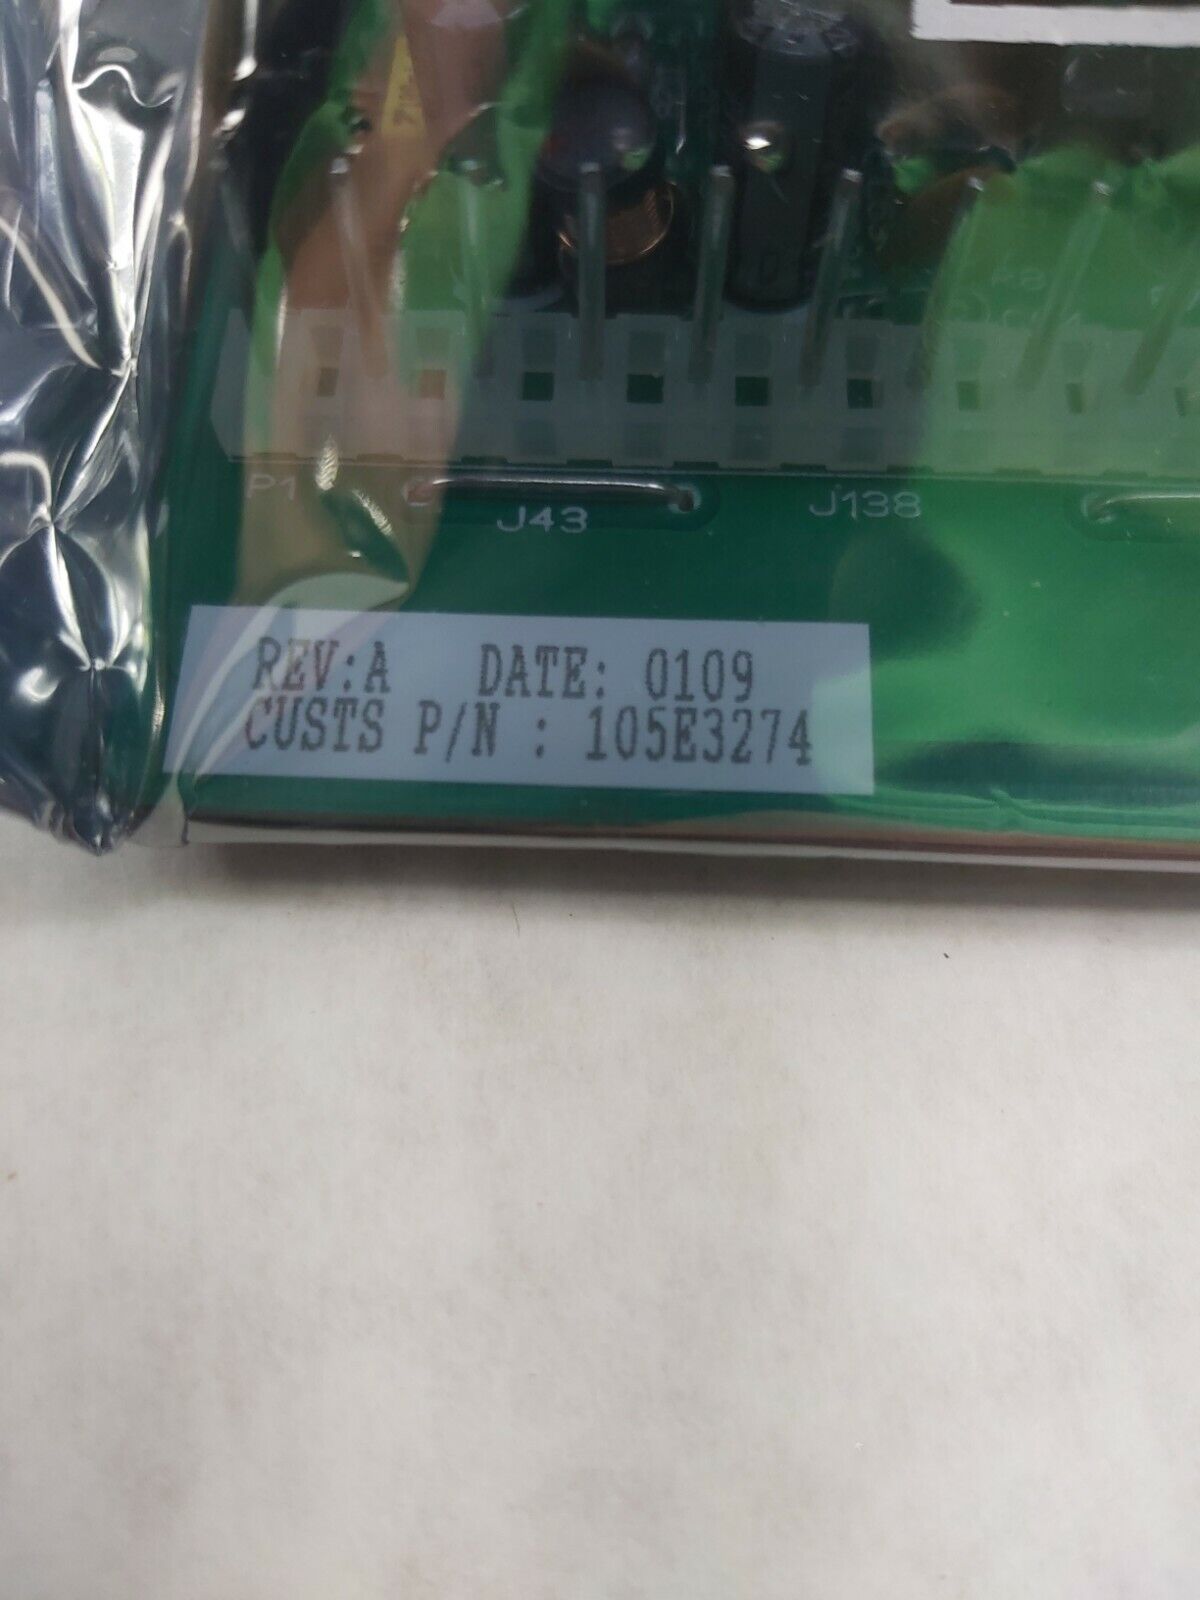 P1
J43
J138
REV:A DATE: 0109
CUSTS P/N : 105E3274